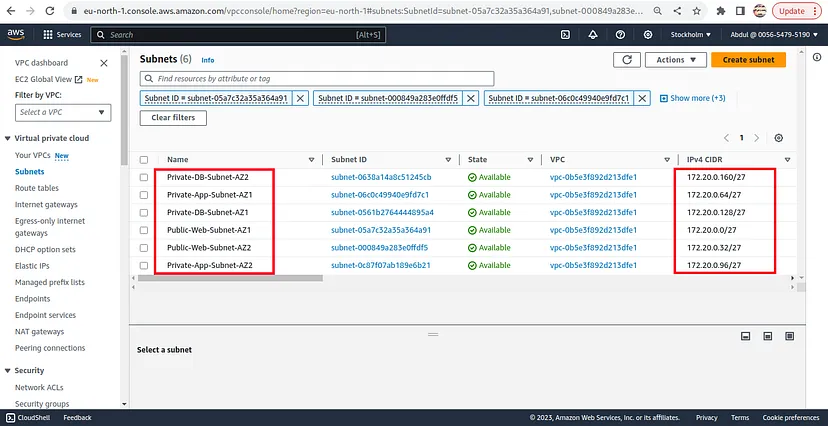 eu-north-1.console.aws.amazon.com/vpcconsole/home?region=eu-north-1#subnets:SubnetId=subnet-05a7c32a35a364a91,subnet-000849a283e0ffdf5,subnet-06c0c49940e9...
Update
aws Services Search [Alt+S] Stockholm Abdul @ 0056-5479-5190
VPC dashboard
EC2 Global View New
Filter by VPC:
Select a VPC
Virtual private cloud
Your VPCs New
Subnets
Route tables
Internet gateways
Egress-only internet gateways
DHCP option sets
Elastic IPs
Managed prefix lists
Endpoints
Endpoint services
NAT gateways
Peering connections
Security
Network ACLs
Security groups
Subnets (6) Info
Actions
Create subnet
Find resources by attribute or tag
Subnet ID = subnet-05a7c32a35a364a91
Subnet ID = subnet-000849a283e0ffdf5
Subnet ID = subnet-06c0c49940e9fd7c1
Show more (+3)
Clear filters
1
Name Subnet ID State VPC IPv4 CIDR
Private-DB-Subnet-AZ2 subnet-0638a14a8c51245cb Available vpc-0b5e3f892d213dfe1 172.20.0.160/27
Private-App-Subnet-AZ1 subnet-06c0c49940e9fd7c1 Available vpc-0b5e3f892d213dfe1 172.20.0.64/27
Private-DB-Subnet-AZ1 subnet-0561b2764444895a4 Available vpc-0b5e3f892d213dfe1 172.20.0.128/27
Public-Web-Subnet-AZ1 subnet-05a7c32a35a364a91 Available vpc-0b5e3f892d213dfe1 172.20.0.0/27
Public-Web-Subnet-AZ2 subnet-000849a283e0ffdf5 Available vpc-0b5e3f892d213dfe1 172.20.0.32/27
Private-App-Subnet-AZ2 subnet-0c87f07ab189e6b21 Available vpc-0b5e3f892d213dfe1 172.20.0.96/27
Select a subnet
CloudShell Feedback © 2023, Amazon Web Services, Inc. or its affiliates. Privacy Terms Cookie preferences